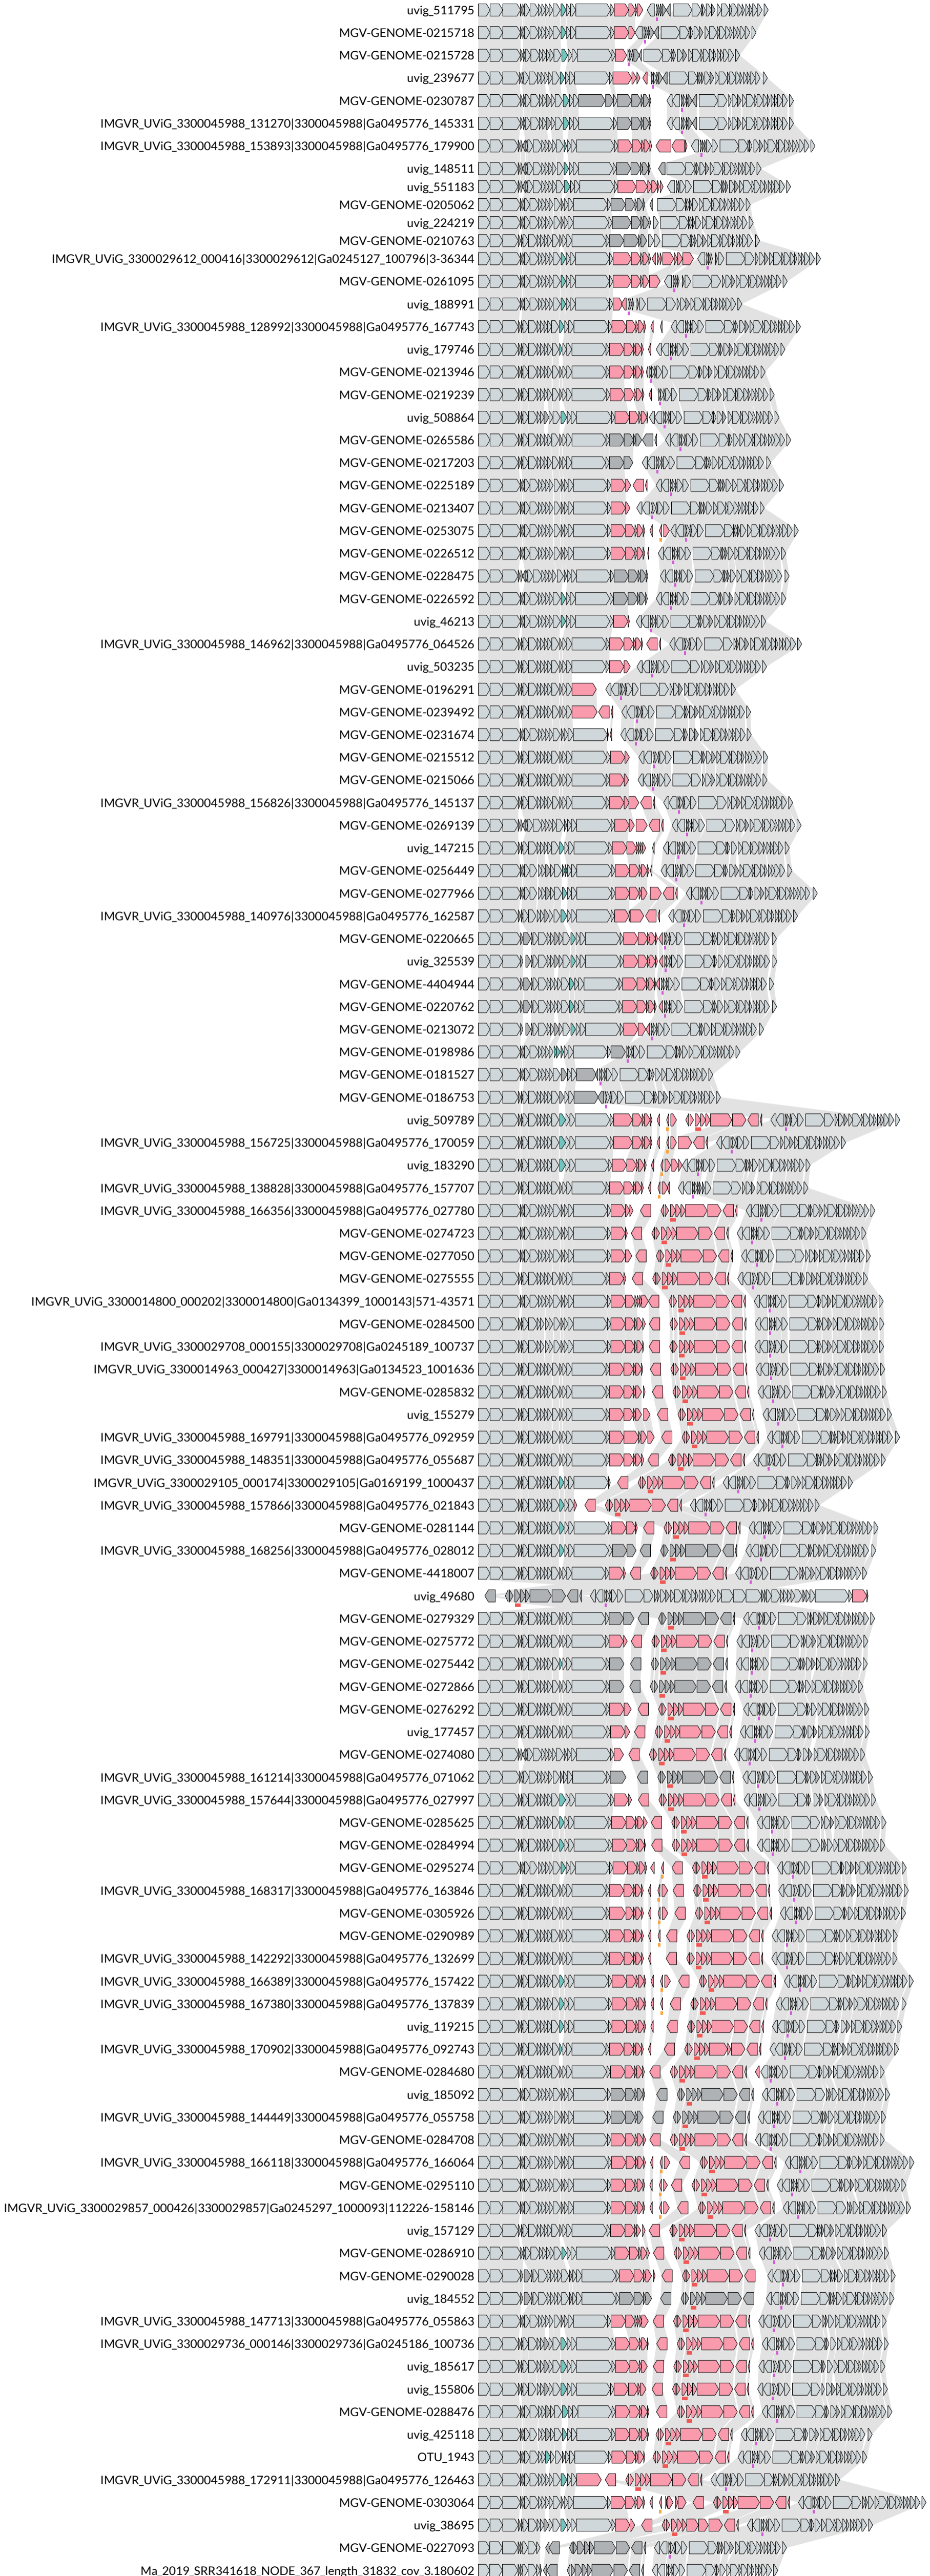 uvig_511795
MGV-GENOME-0215718
MGV-GENOME-0215728
uvig_239677
MGV-GENOME-0230787
IMGVR_UViG_3300045988_131270|3300045988|Ga0495776_145331
IMGVR_UViG_3300045988_153893|3300045988|Ga0495776_179900
uvig_148511
uvig_551183
MGV-GENOME-0205062
uvig_224219
MGV-GENOME-0210763
IMGVR_UViG_3300029612_000416|3300029612|Ga0245127_100796|3-36344
MGV-GENOME-0261095
uvig_188991
IMGVR_UViG_3300045988_128992|3300045988|Ga0495776_167743
uvig_179746
MGV-GENOME-0213946
MGV-GENOME-0219239
uvig_508864
MGV-GENOME-0265586
MGV-GENOME-0217203
MGV-GENOME-0225189
MGV-GENOME-0213407
MGV-GENOME-0253075
MGV-GENOME-0226512
MGV-GENOME-0228475
MGV-GENOME-0226592
uvig_46213
IMGVR_UViG_3300045988_146962|3300045988|Ga0495776_064526
uvig_503235
MGV-GENOME-0196291
MGV-GENOME-0239492
MGV-GENOME-0231674
MGV-GENOME-0215512
MGV-GENOME-0215066
IMGVR_UViG_3300045988_156826|3300045988|Ga0495776_145137
MGV-GENOME-0269139
uvig_147215
MGV-GENOME-0256449
MGV-GENOME-0277966
IMGVR_UViG_3300045988_140976|3300045988|Ga0495776_162587
MGV-GENOME-0220665
uvig_325539
MGV-GENOME-4404944
MGV-GENOME-0220762
MGV-GENOME-0213072
MGV-GENOME-0198986
MGV-GENOME-0181527
MGV-GENOME-0186753
uvig_509789
IMGVR_UViG_3300045988_156725|3300045988|Ga0495776_170059
uvig_183290
IMGVR_UViG_3300045988_138828|3300045988|Ga0495776_157707
IMGVR_UViG_3300045988_166356|3300045988|Ga0495776_027780
MGV-GENOME-0274723
MGV-GENOME-0277050
MGV-GENOME-0275555
IMGVR_UViG_3300014800_000202|3300014800|Ga0134399_1000143|571-43571
MGV-GENOME-0284500
IMGVR_UViG_3300029708_000155|3300029708|Ga0245189_100737
IMGVR_UViG_3300014963_000427|3300014963|Ga0134523_1001636
MGV-GENOME-0285832
uvig_155279
IMGVR_UViG_3300045988_169791|3300045988|Ga0495776_092959
IMGVR_UViG_3300045988_148351|3300045988|Ga0495776_055687
IMGVR_UViG_3300029105_000174|3300029105|Ga0169199_1000437
IMGVR_UViG_3300045988_157866|3300045988|Ga0495776_021843
MGV-GENOME-0281144
IMGVR_UViG_3300045988_168256|3300045988|Ga0495776_028012
MGV-GENOME-4418007
uvig_49680
MGV-GENOME-0279329
MGV-GENOME-0275772
MGV-GENOME-0275442
MGV-GENOME-0272866
MGV-GENOME-0276292
uvig_177457
MGV-GENOME-0274080
IMGVR_UViG_3300045988_161214|3300045988|Ga0495776_071062
IMGVR_UViG_3300045988_157644|3300045988|Ga0495776_027997
MGV-GENOME-0285625
MGV-GENOME-0284994
MGV-GENOME-0295274
IMGVR_UViG_3300045988_168317|3300045988|Ga0495776_163846
MGV-GENOME-0305926
MGV-GENOME-0290989
IMGVR_UViG_3300045988_142292|3300045988|Ga0495776_132699
IMGVR_UViG_3300045988_166389|3300045988|Ga0495776_157422
IMGVR_UViG_3300045988_167380|3300045988|Ga0495776_137839
uvig_119215
IMGVR_UViG_3300045988_170902|3300045988|Ga0495776_092743
MGV-GENOME-0284680
uvig_185092
IMGVR_UViG_3300045988_144449|3300045988|Ga0495776_055758
MGV-GENOME-0284708
IMGVR_UViG_3300045988_166118|3300045988|Ga0495776_166064
MGV-GENOME-0295110
IMGVR_UViG_3300029857_000426|3300029857|Ga0245297_1000093|112226-158146
uvig_157129
MGV-GENOME-0286910
MGV-GENOME-0290028
uvig_184552
IMGVR_UViG_3300045988_147713|3300045988|Ga0495776_055863
IMGVR_UViG_3300029736_000146|3300029736|Ga0245186_100736
uvig_185617
uvig_155806
MGV-GENOME-0288476
uvig_425118
OTU_1943
IMGVR_UViG_3300045988_172911|3300045988|Ga0495776_126463
MGV-GENOME-0303064
uvig_38695
MGV-GENOME-0227093
Ma_2019_SRR341618_NODE_367_length_31832_cov_3.180602